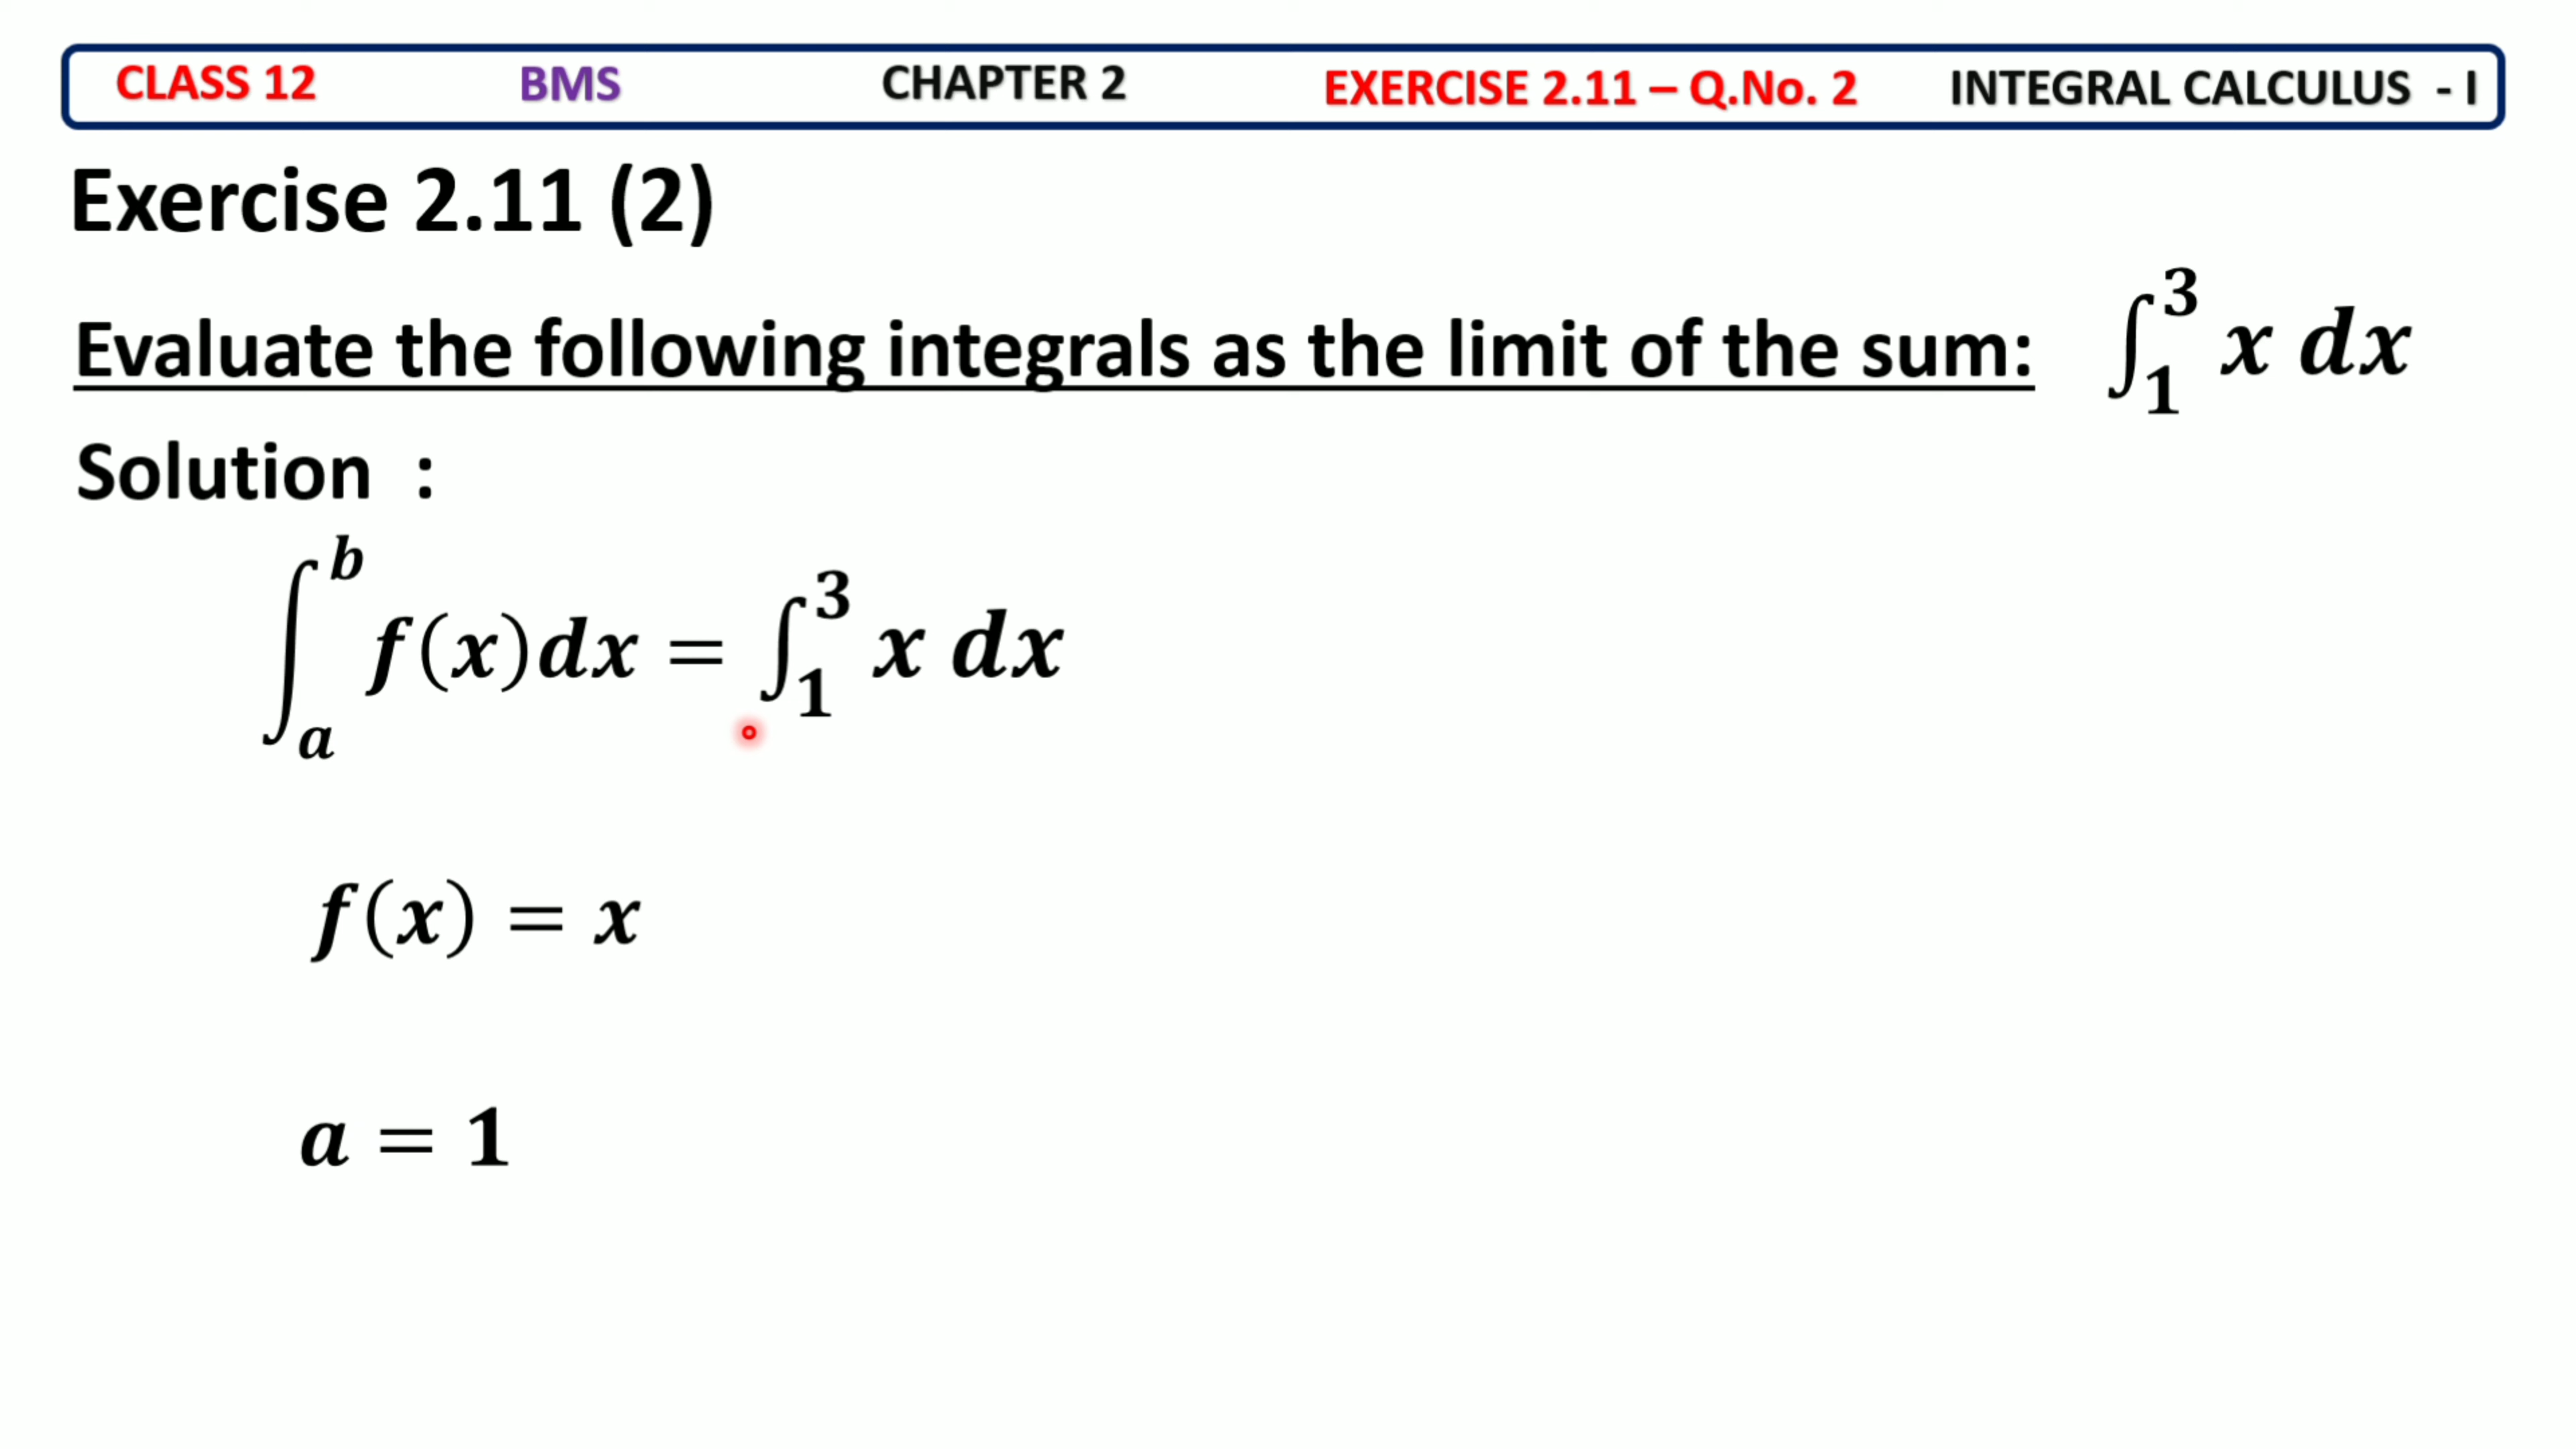 CLASS 12 BMS CHAPTER 2 EXERCISE 2.11 – Q.No. 2 INTEGRAL CALCULUS - I
Exercise 2.11 (2)
Evaluate the following integrals as the limit of the sum: ∫₁³ x dx
Solution :
∫ₐᵇ f(x)dx = ∫₁³ x dx
f(x) = x
a = 1